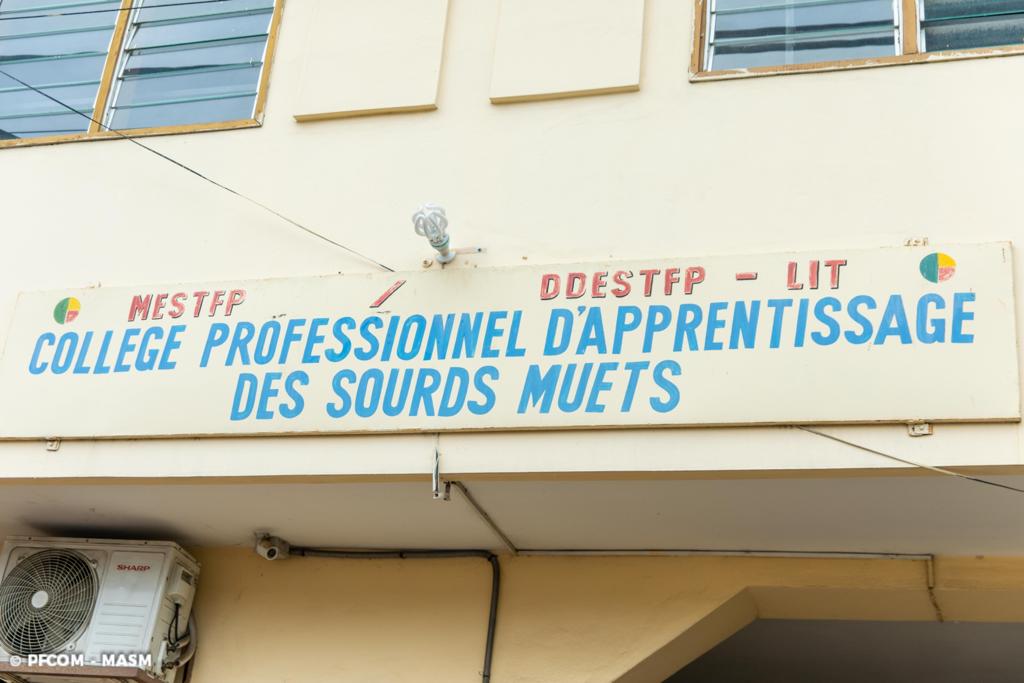 MESTFP / DDESTFP - LIT
COLLEGE PROFESSIONNEL D'APPRENTISSAGE
DES SOURDS MUETS
SHARP
© PFCOM - MASM